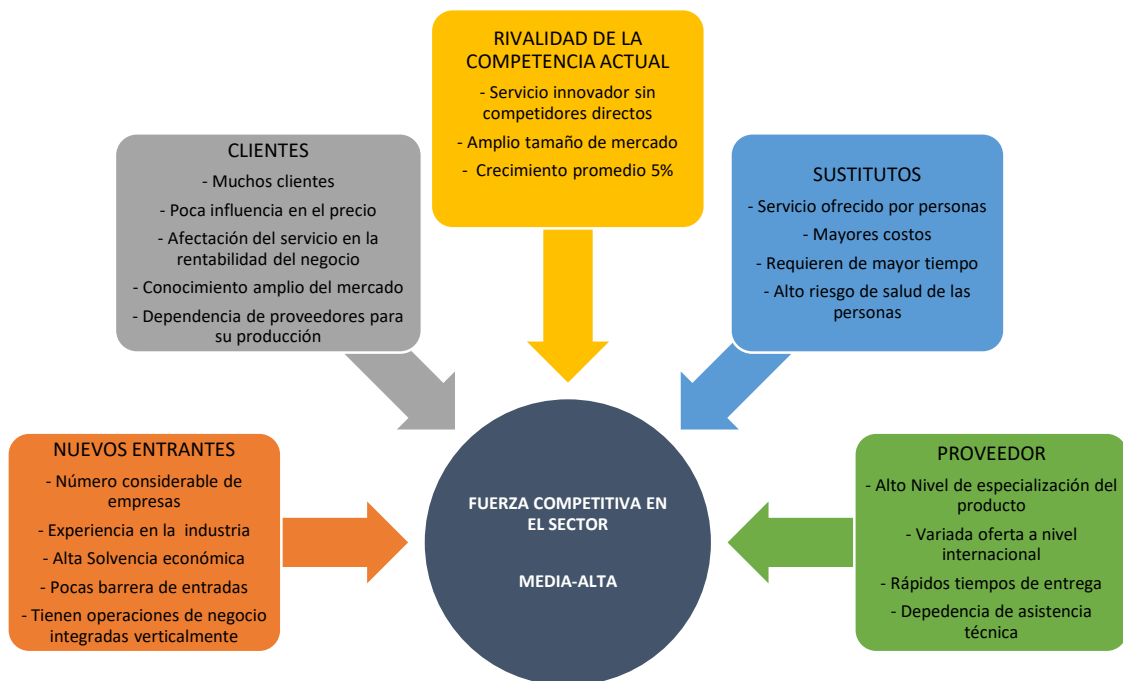 RIVALIDAD DE LA
COMPETENCIA ACTUAL
- Servicio innovador sin
competidores directos
- Amplio tamaño de mercado
- Crecimiento promedio 5%
CLIENTES
- Muchos clientes
- Poca influencia en el precio
- Afectación del servicio en la
rentabilidad del negocio
- Conocimiento amplio del mercado
- Dependencia de proveedores para
su producción
SUSTITUTOS
- Servicio ofrecido por personas
- Mayores costos
- Requieren de mayor tiempo
- Alto riesgo de salud de las
personas
NUEVOS ENTRANTES
- Número considerable de
empresas
- Experiencia en la industria
- Alta Solvencia económica
- Pocas barrera de entradas
- Tienen operaciones de negocio
integradas verticalmente
FUERZA COMPETITIVA EN
EL SECTOR
MEDIA-ALTA
PROVEEDOR
- Alto Nivel de especialización del
producto
- Variada oferta a nivel
internacional
- Rápidos tiempos de entrega
- Depedencia de asistencia
técnica